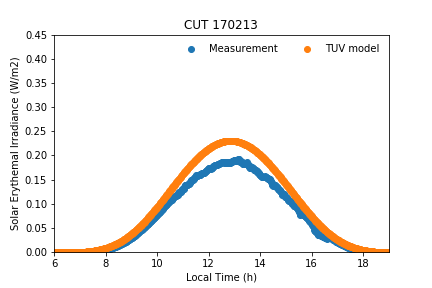 CUT 170213
Measurement TUV model
Solar Erythemal Irradiance (W/m2)
0.45
0.40
0.35
0.30
0.25
0.20
0.15
0.10
0.05
0.00
6 8 10 12 14 16 18
Local Time (h)